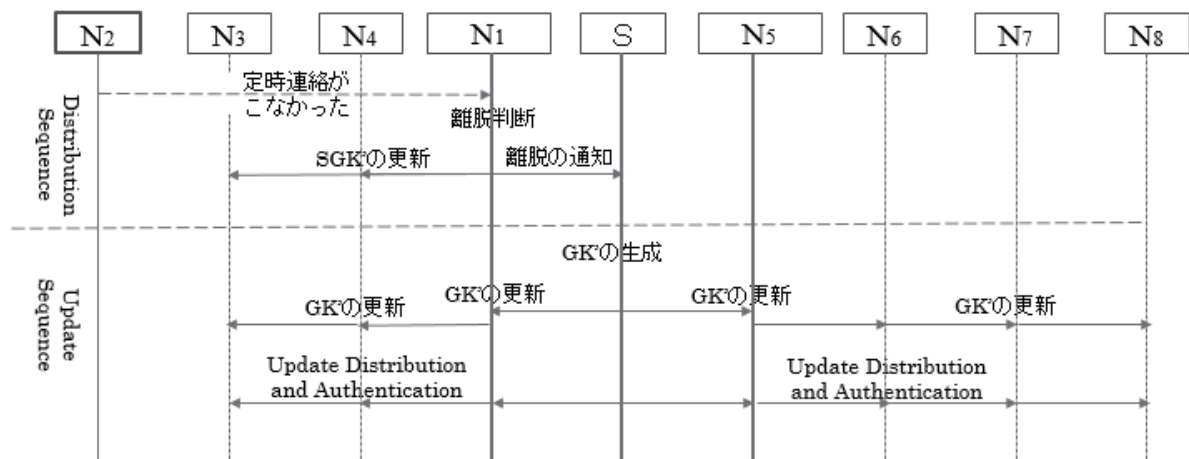 N2 N3 N4 N1 S N5 N6 N7 N8
定時連絡が
こなかった
離脱判断
SGK'の更新 離脱の通知
Distribution
Sequence
GK'の生成
GK'の更新 GK'の更新
GK'の更新 GK'の更新
Update
Sequence
Update Distribution
and Authentication
Update Distribution
and Authentication